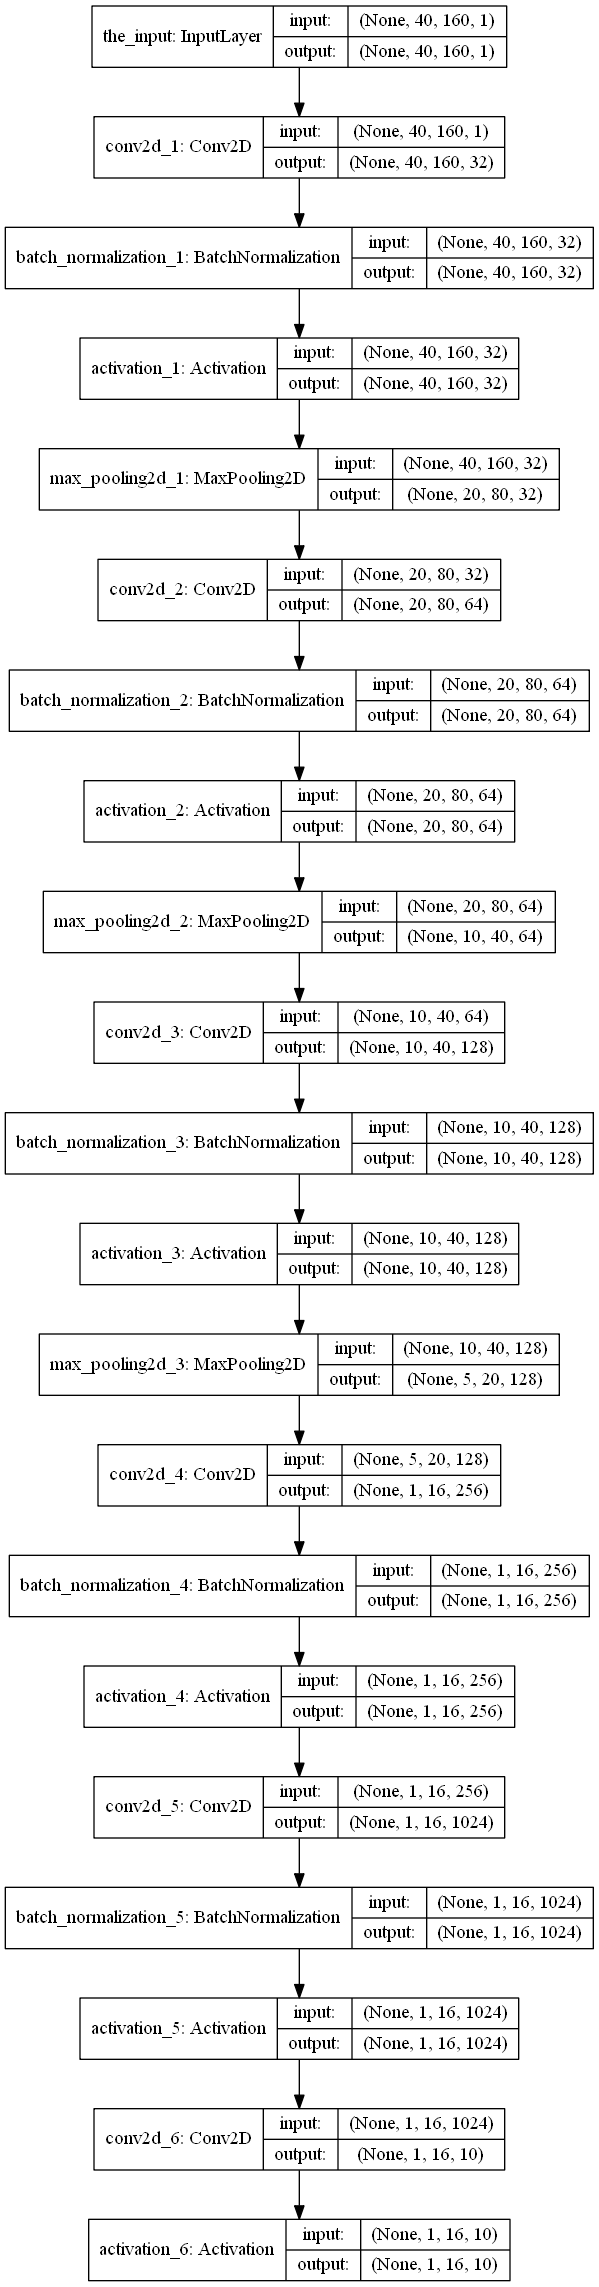 the_input: InputLayer
input: (None, 40, 160, 1)
output: (None, 40, 160, 1)
conv2d_1: Conv2D
input: (None, 40, 160, 1)
output: (None, 40, 160, 32)
batch_normalization_1: BatchNormalization
input: (None, 40, 160, 32)
output: (None, 40, 160, 32)
activation_1: Activation
input: (None, 40, 160, 32)
output: (None, 40, 160, 32)
max_pooling2d_1: MaxPooling2D
input: (None, 40, 160, 32)
output: (None, 20, 80, 32)
conv2d_2: Conv2D
input: (None, 20, 80, 32)
output: (None, 20, 80, 64)
batch_normalization_2: BatchNormalization
input: (None, 20, 80, 64)
output: (None, 20, 80, 64)
activation_2: Activation
input: (None, 20, 80, 64)
output: (None, 20, 80, 64)
max_pooling2d_2: MaxPooling2D
input: (None, 20, 80, 64)
output: (None, 10, 40, 64)
conv2d_3: Conv2D
input: (None, 10, 40, 64)
output: (None, 10, 40, 128)
batch_normalization_3: BatchNormalization
input: (None, 10, 40, 128)
output: (None, 10, 40, 128)
activation_3: Activation
input: (None, 10, 40, 128)
output: (None, 10, 40, 128)
max_pooling2d_3: MaxPooling2D
input: (None, 10, 40, 128)
output: (None, 5, 20, 128)
conv2d_4: Conv2D
input: (None, 5, 20, 128)
output: (None, 1, 16, 256)
batch_normalization_4: BatchNormalization
input: (None, 1, 16, 256)
output: (None, 1, 16, 256)
activation_4: Activation
input: (None, 1, 16, 256)
output: (None, 1, 16, 256)
conv2d_5: Conv2D
input: (None, 1, 16, 256)
output: (None, 1, 16, 1024)
batch_normalization_5: BatchNormalization
input: (None, 1, 16, 1024)
output: (None, 1, 16, 1024)
activation_5: Activation
input: (None, 1, 16, 1024)
output: (None, 1, 16, 1024)
conv2d_6: Conv2D
input: (None, 1, 16, 1024)
output: (None, 1, 16, 10)
activation_6: Activation
input: (None, 1, 16, 10)
output: (None, 1, 16, 10)